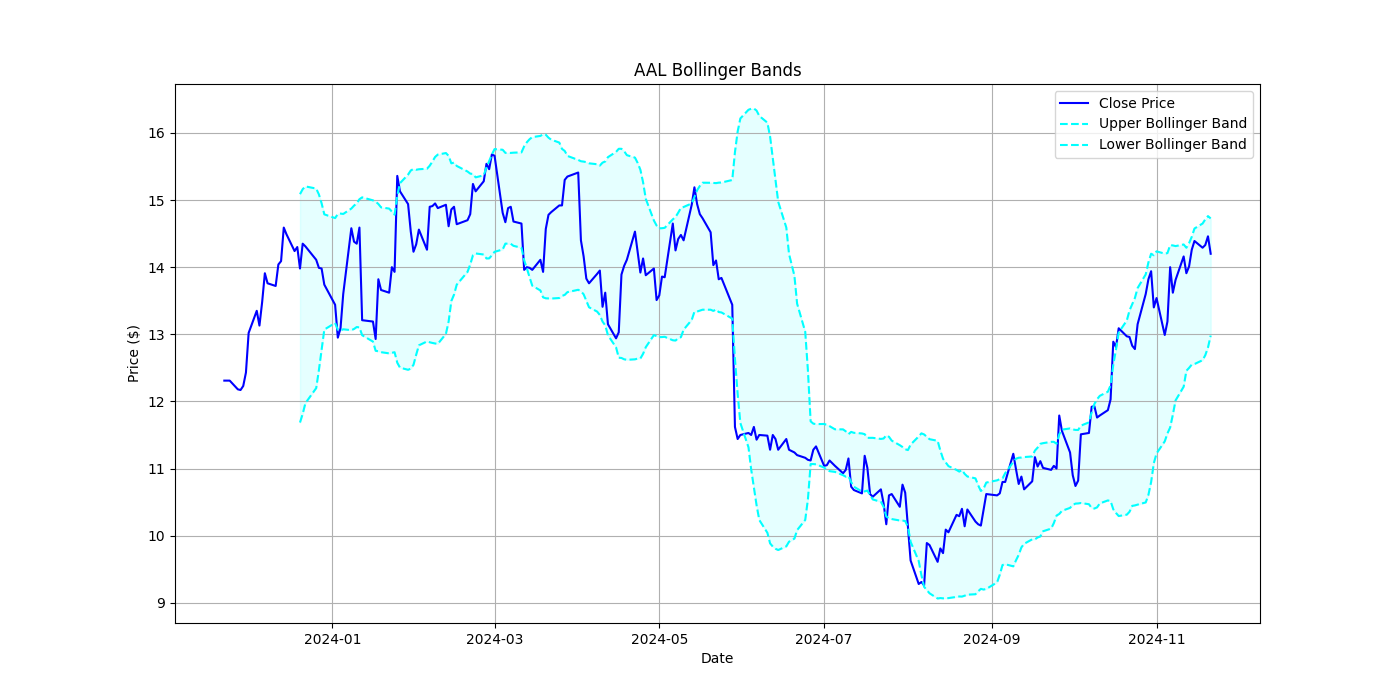 AAL Bollinger Bands
Close Price
Upper Bollinger Band
Lower Bollinger Band
Price ($)
16
15
14
13
12
11
10
9
2024-01
2024-03
2024-05
2024-07
2024-09
2024-11
Date